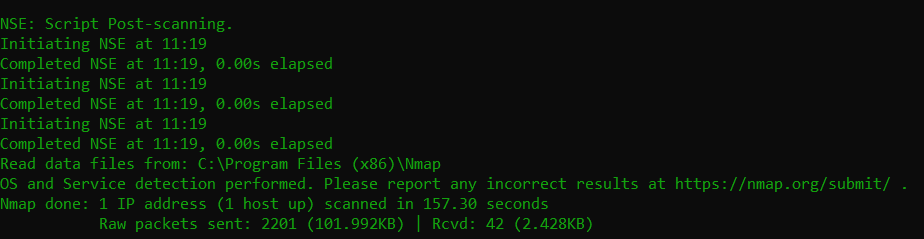 NSE: Script Post-scanning.
Initiating NSE at 11:19
Completed NSE at 11:19, 0.00s elapsed
Initiating NSE at 11:19
Completed NSE at 11:19, 0.00s elapsed
Initiating NSE at 11:19
Completed NSE at 11:19, 0.00s elapsed
Read data files from: C:\Program Files (x86)\Nmap
OS and Service detection performed. Please report any incorrect results at https://nmap.org/submit/ .
Nmap done: 1 IP address (1 host up) scanned in 157.30 seconds
           Raw packets sent: 2201 (101.992KB) | Rcvd: 42 (2.428KB)